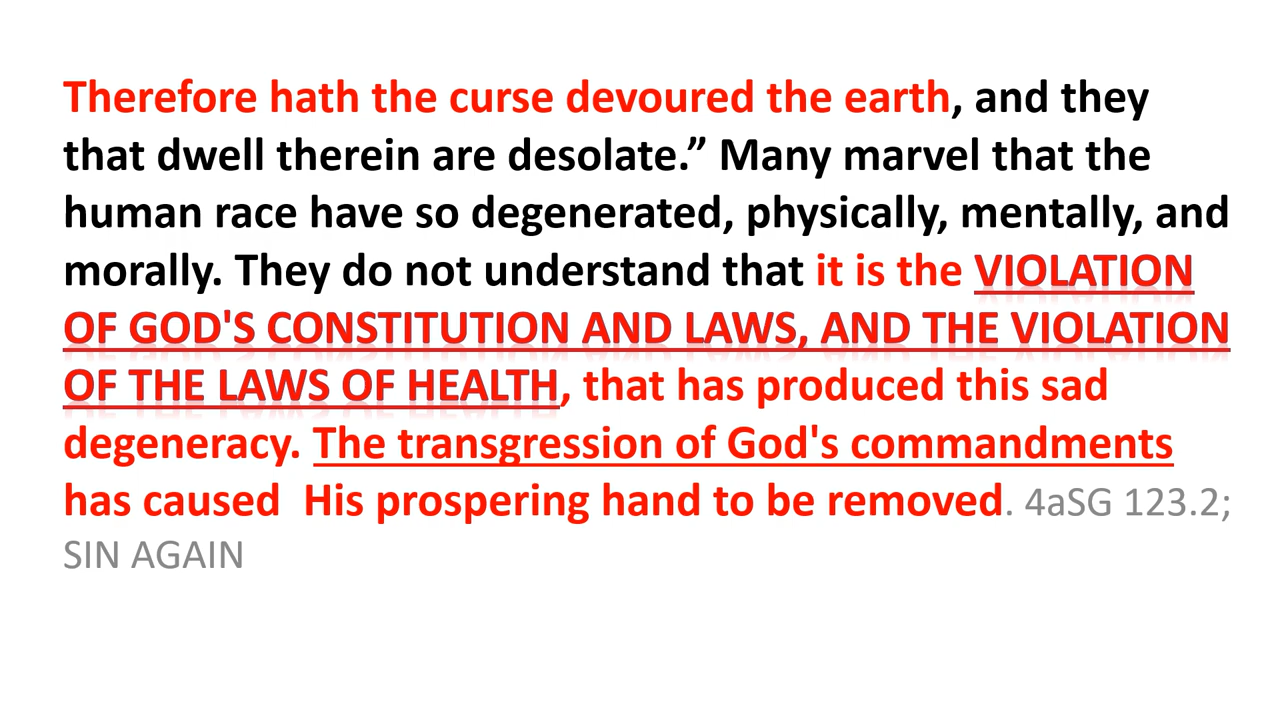 Therefore hath the curse devoured the earth, and they
that dwell therein are desolate.” Many marvel that the
human race have so degenerated, physically, mentally, and
morally. They do not understand that it is the VIOLATION
OF GOD'S CONSTITUTION AND LAWS, AND THE VIOLATION
OF THE LAWS OF HEALTH, that has produced this sad
degeneracy. The transgression of God's commandments
has caused  His prospering hand to be removed. 4aSG 123.2;
SIN AGAIN